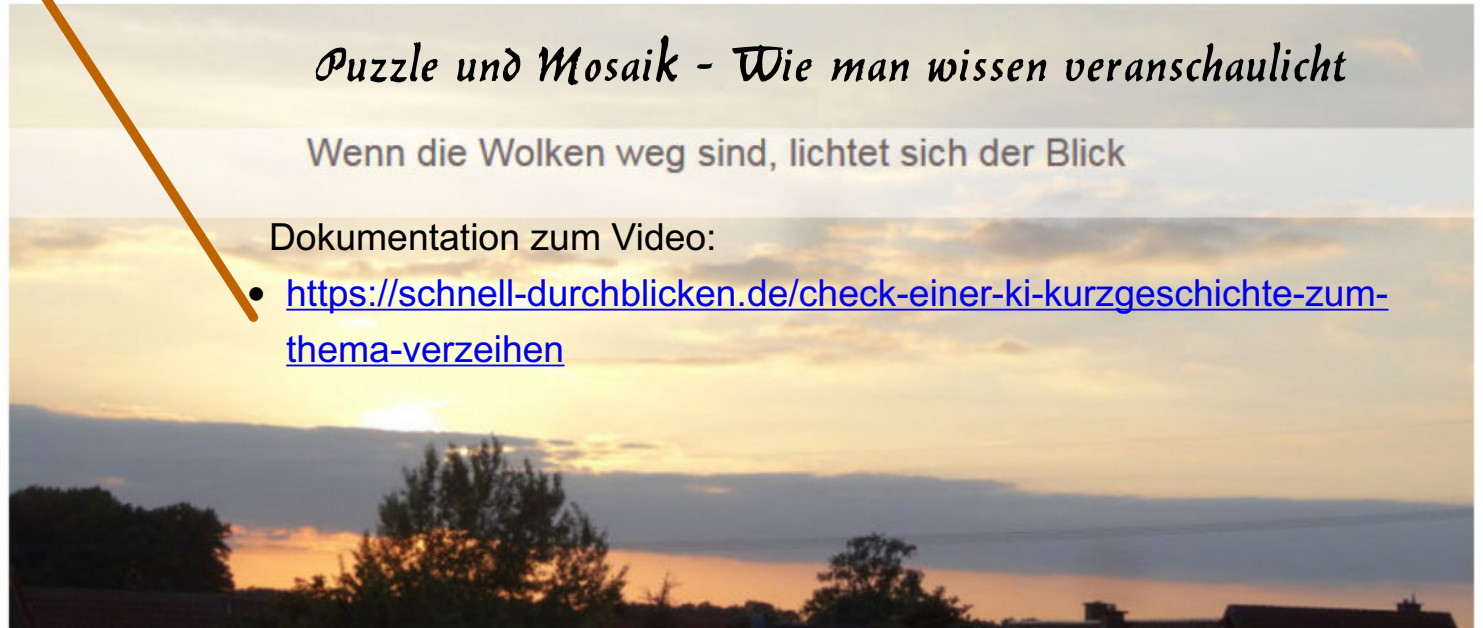 Puzzle und Mosaik - Wie man wissen veranschaulicht
Wenn die Wolken weg sind, lichtet sich der Blick
Dokumentation zum Video:
• https://schnell-durchblicken.de/check-einer-ki-kurzgeschichte-zum-
thema-verzeihen